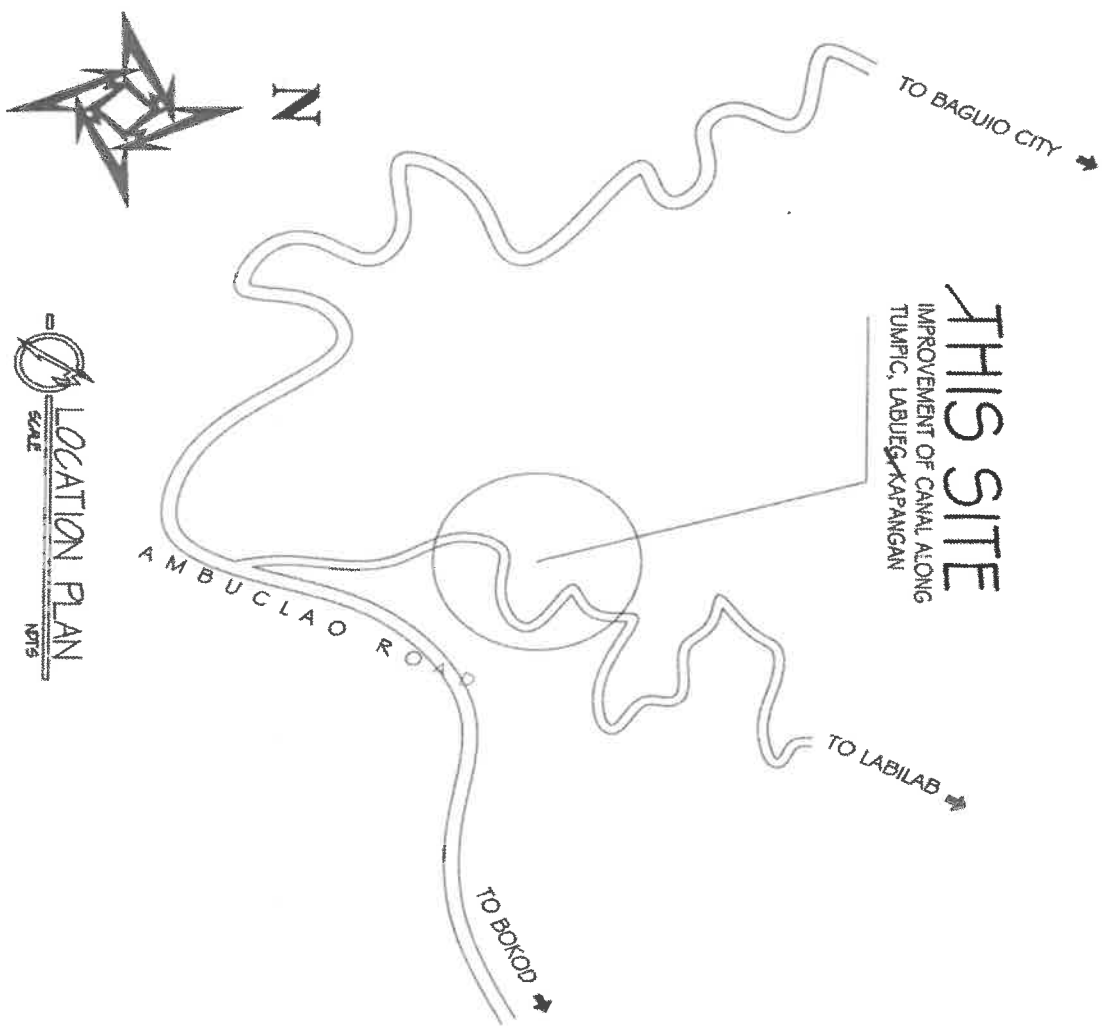 N
TO BAGUIO CITY
THIS SITE
IMPROVEMENT OF CANAL ALONG
TUMPIC, LABUEG, KAPANGAN
AMBUCLAO ROAD
TO LABILAB
TO BOKOD
LOCATION PLAN
SCALE NTS